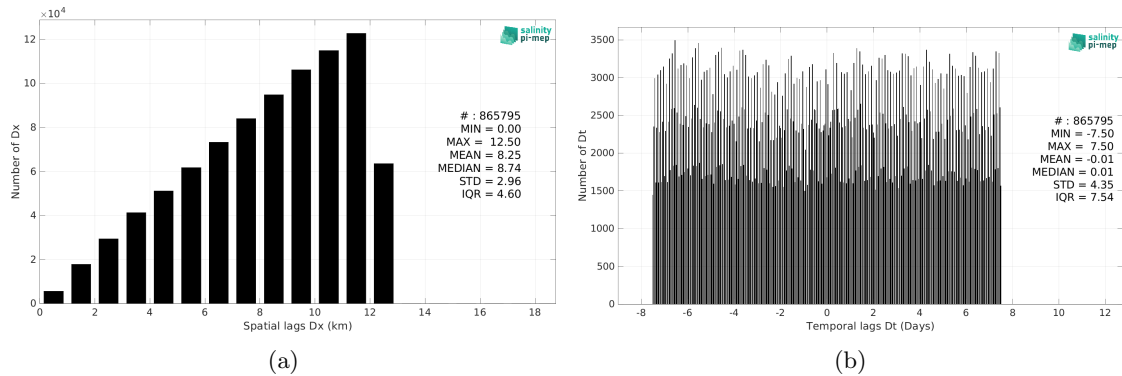 ×10⁴
12
10
8
6
4
2
0
Number of Dx
0 2 4 6 8 10 12 14 16 18
Spatial lags Dx (km)
salinity
pi-mep
# : 865795
MIN = 0.00
MAX = 12.50
MEAN = 8.25
MEDIAN = 8.74
STD = 2.96
IQR = 4.60
(a)
3500
3000
2500
2000
1500
1000
500
0
Number of Dt
-8 -6 -4 -2 0 2 4 6 8 10 12
Temporal lags Dt (Days)
salinity
pi-mep
# : 865795
MIN = -7.50
MAX = 7.50
MEAN = -0.01
MEDIAN = 0.01
STD = 4.35
IQR = 7.54
(b)